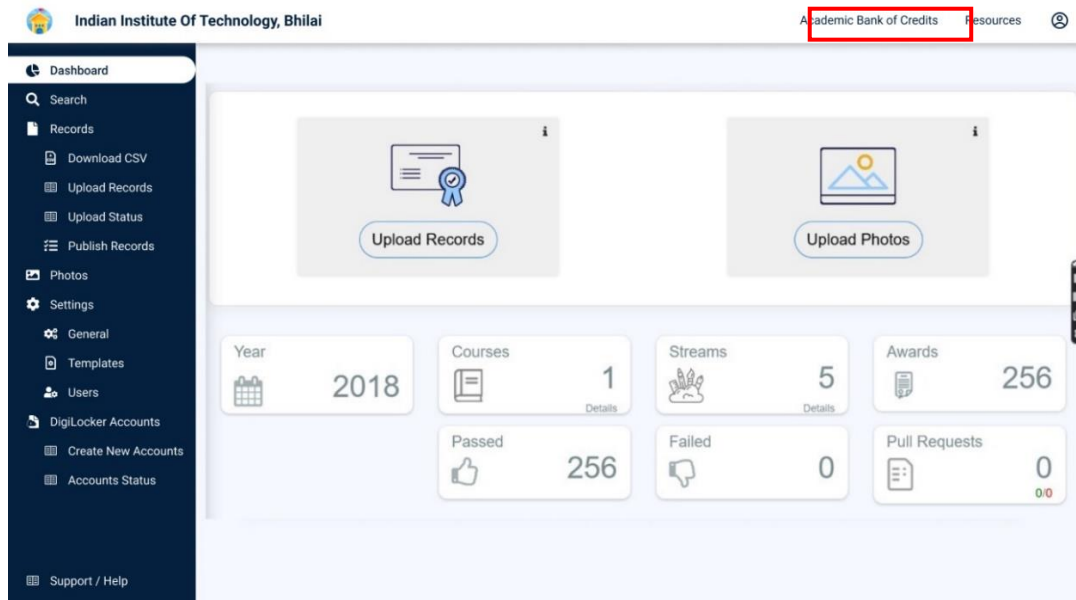 Indian Institute Of Technology, Bhilai
Academic Bank of Credits
Resources
Dashboard
Search
Records
Download CSV
Upload Records
Upload Status
Publish Records
Photos
Settings
General
Templates
Users
DigiLocker Accounts
Create New Accounts
Accounts Status
Support / Help
Upload Records
Upload Photos
Year
2018
Courses
1
Details
Streams
5
Details
Awards
256
Passed
256
Failed
0
Pull Requests
0
0/0